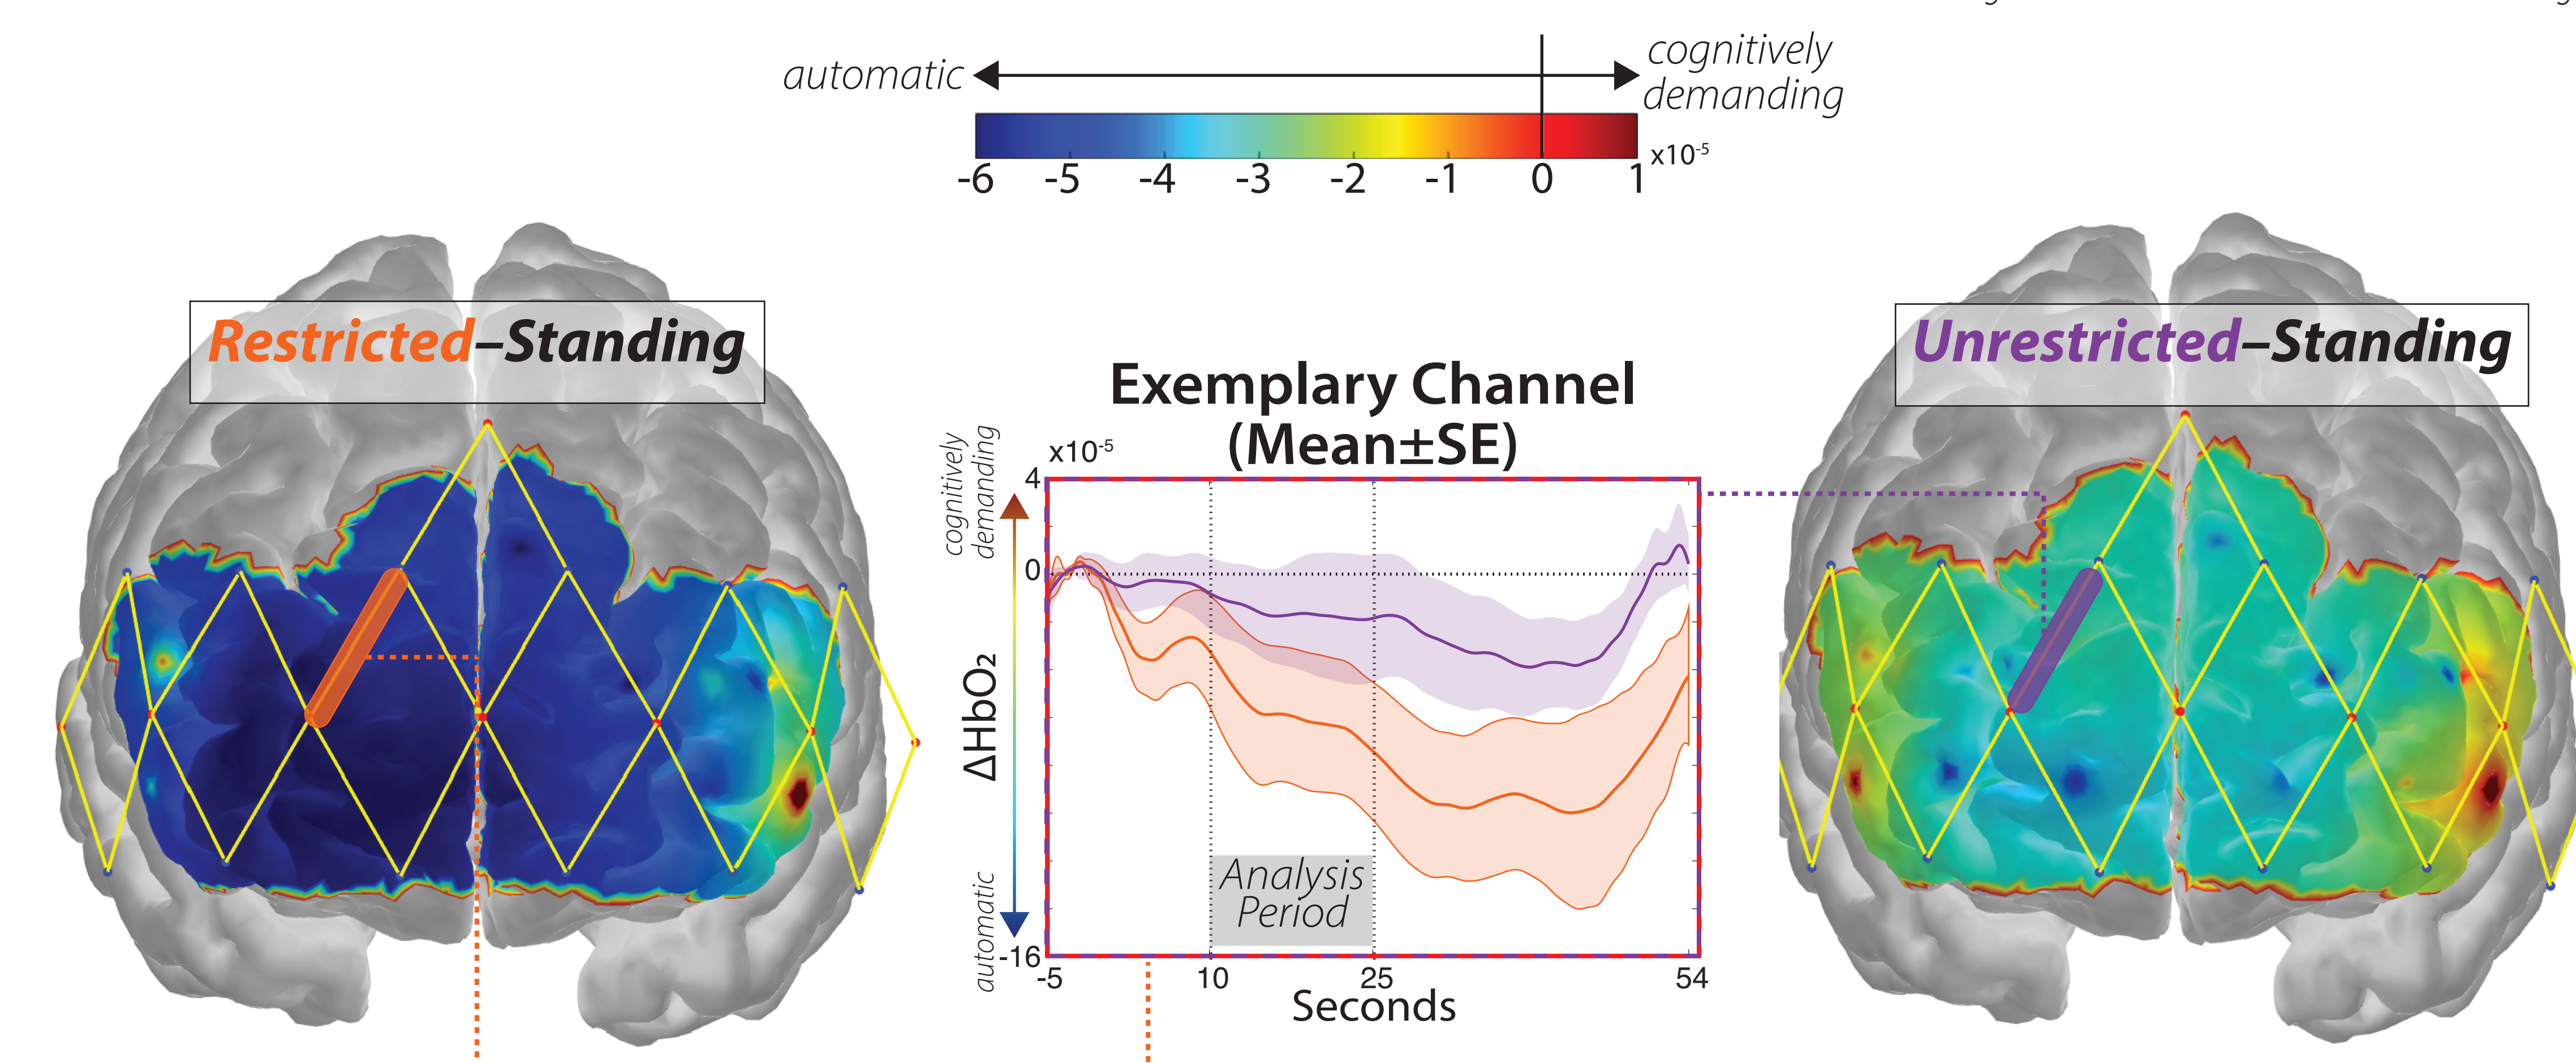 automatic
cognitively
demanding
-6 -5 -4 -3 -2 -1 0 1 x10-5
Restricted–Standing
Unrestricted–Standing
Exemplary Channel
(Mean±SE)
x10-5
cognitively
demanding
4
0
-16
ΔHbO₂
automatic
Analysis
Period
-5 10 25 54
Seconds